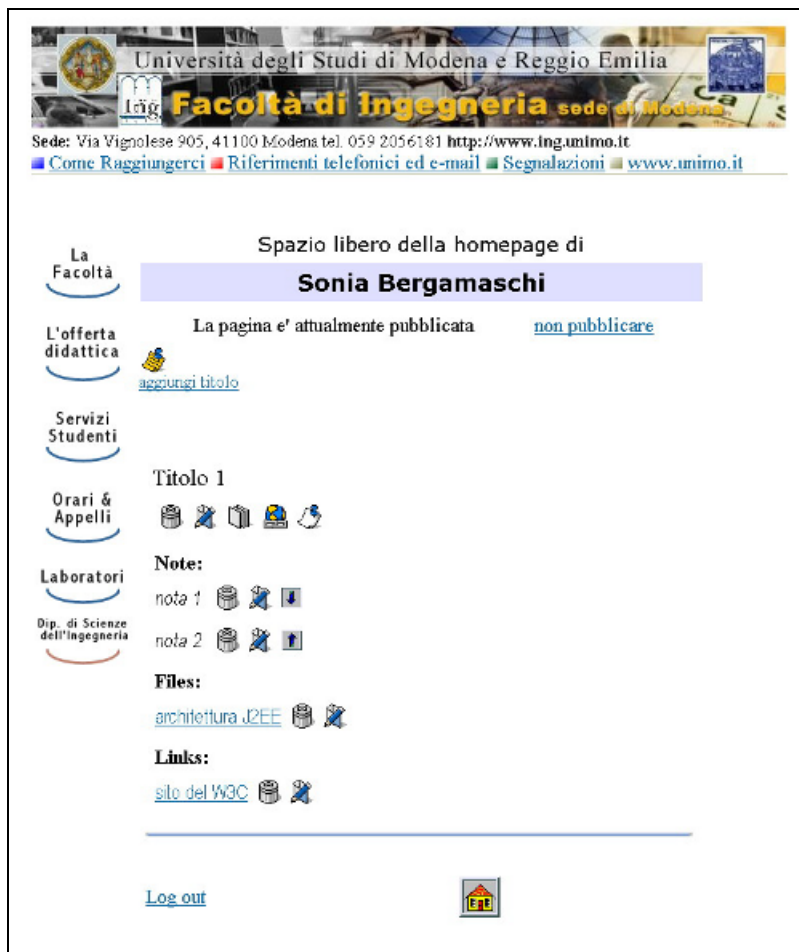 Università degli Studi di Modena e Reggio Emilia
Ing Facoltà di Ingegneria sede di Modena
Sede: Via Vignolese 905, 41100 Modena tel. 059 2056181 http://www.ing.unimo.it
Come Raggiungerci Riferimenti telefonici ed e-mail Segnalazioni www.unimo.it
Spazio libero della homepage di
Sonia Bergamaschi
La pagina e' attualmente pubblicata non pubblicare
aggiungi titolo
La
Facoltà
L'offerta
didattica
Servizi
Studenti
Orari &
Appelli
Laboratori
Dip. di Scienze
dell'Ingegneria
Titolo 1
Note:
nota 1
nota 2
Files:
architettura J2EE
Links:
sito del W3C
Log out